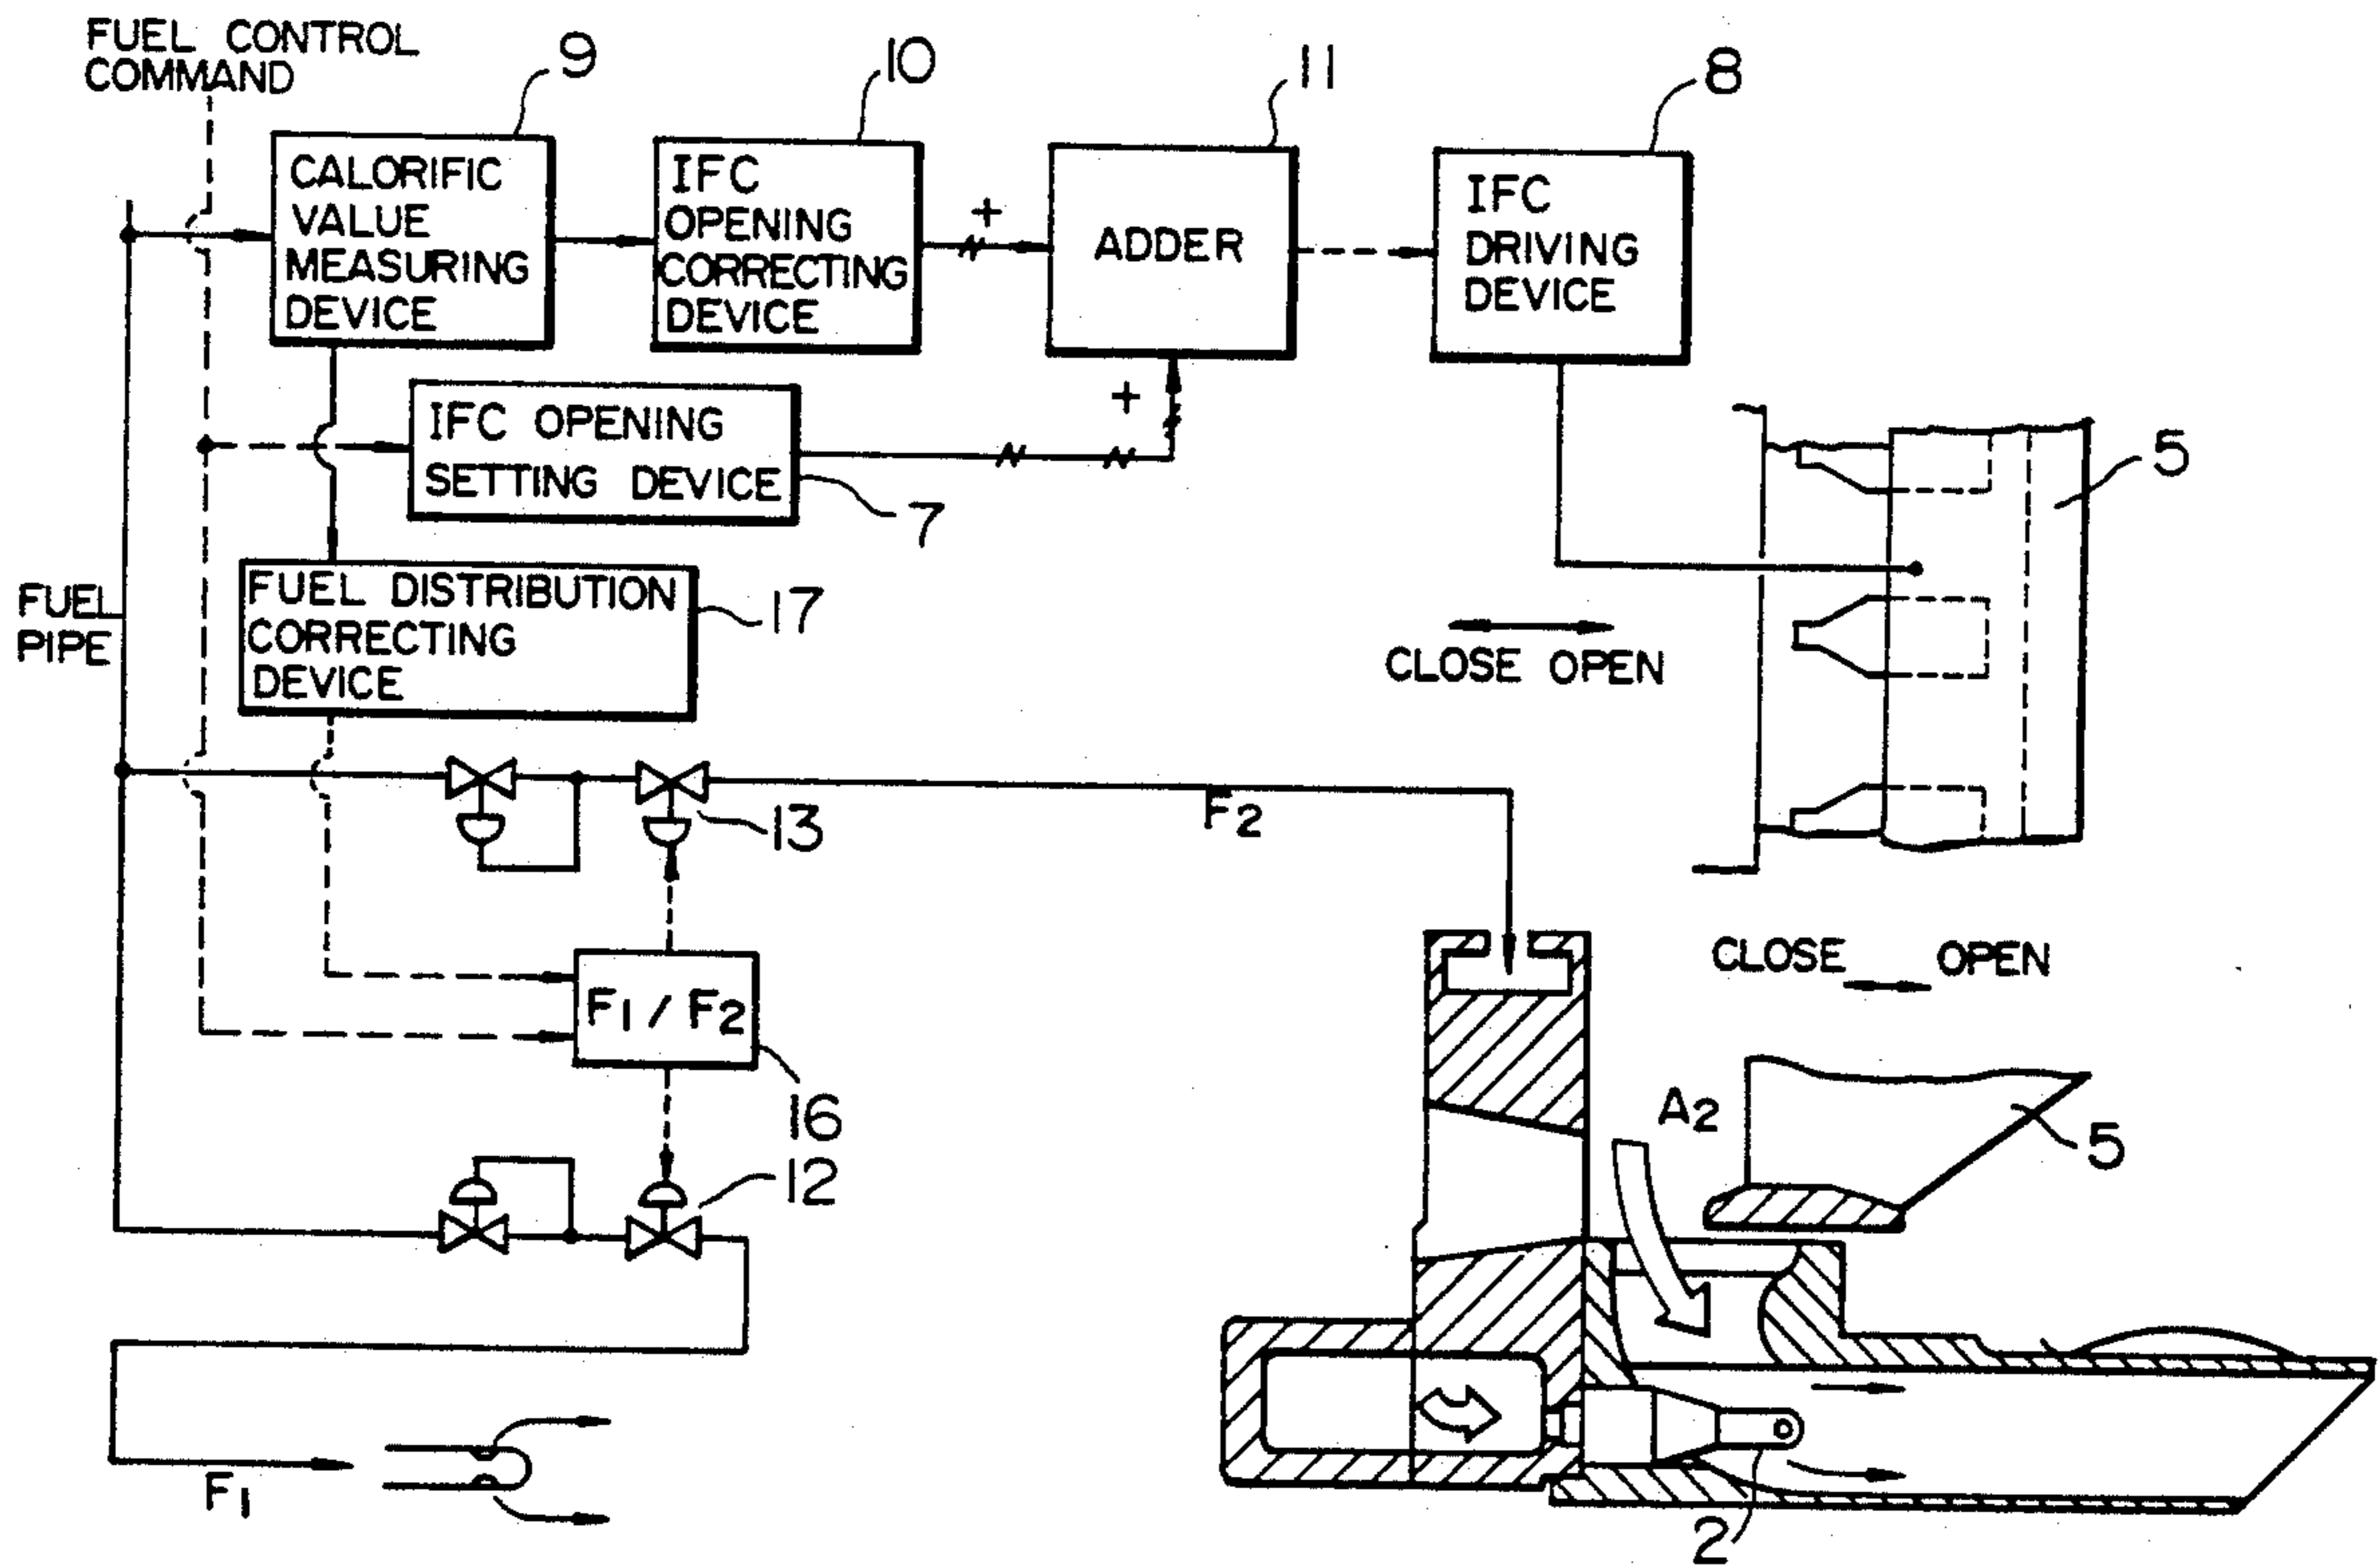 FUEL CONTROL
COMMAND
9
10
11
8
CALORIFIC
VALUE
MEASURING
DEVICE
IFC
OPENING
CORRECTING
DEVICE
+
ADDER
IFC
DRIVING
DEVICE
+
IFC OPENING
SETTING DEVICE
7
5
FUEL
PIPE
FUEL DISTRIBUTION
CORRECTING
DEVICE
17
CLOSE OPEN
13
F2
CLOSE OPEN
F1 / F2
16
A2
5
12
F1
2